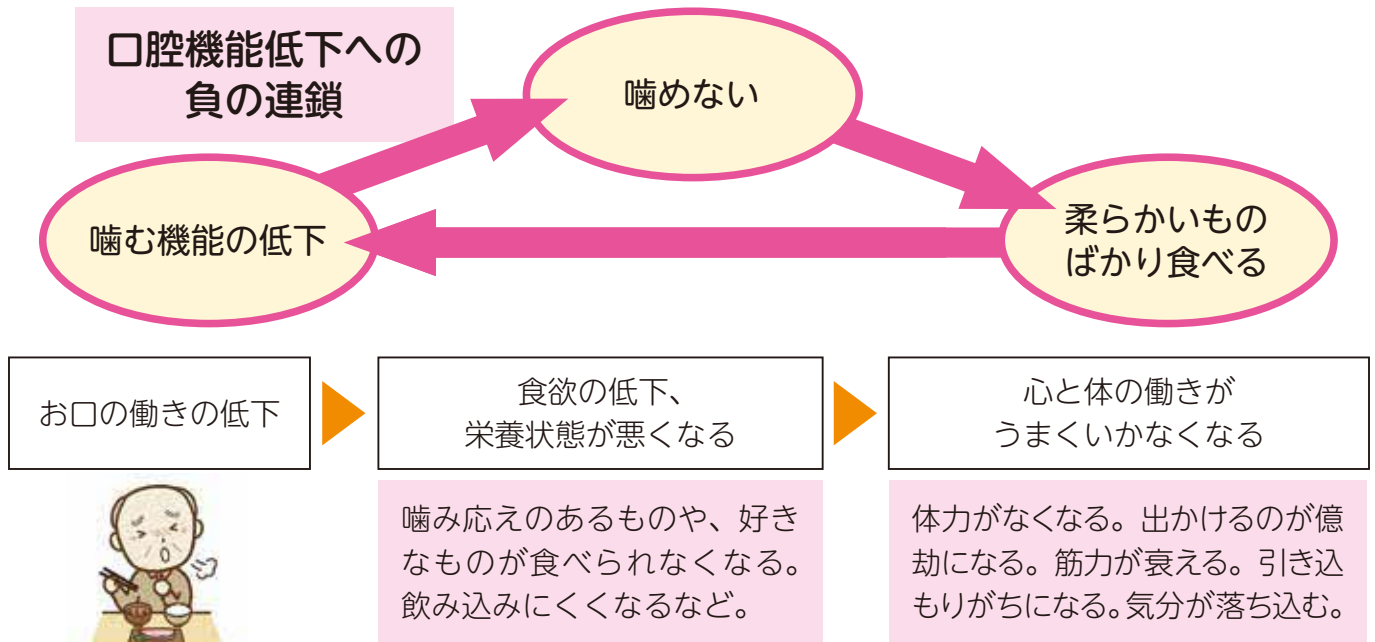 口腔機能低下への
負の連鎖
噛めない
柔らかいもの
ばかり食べる
噛む機能の低下
お口の働きの低下
食欲の低下、
栄養状態が悪くなる
心と体の働きが
うまくいかなくなる
噛み応えのあるものや、好き
なものが食べられなくなる。
飲み込みにくくなるなど。
体力がなくなる。出かけるのが億
劫になる。筋力が衰える。引き込
もりがちになる。気分が落ち込む。